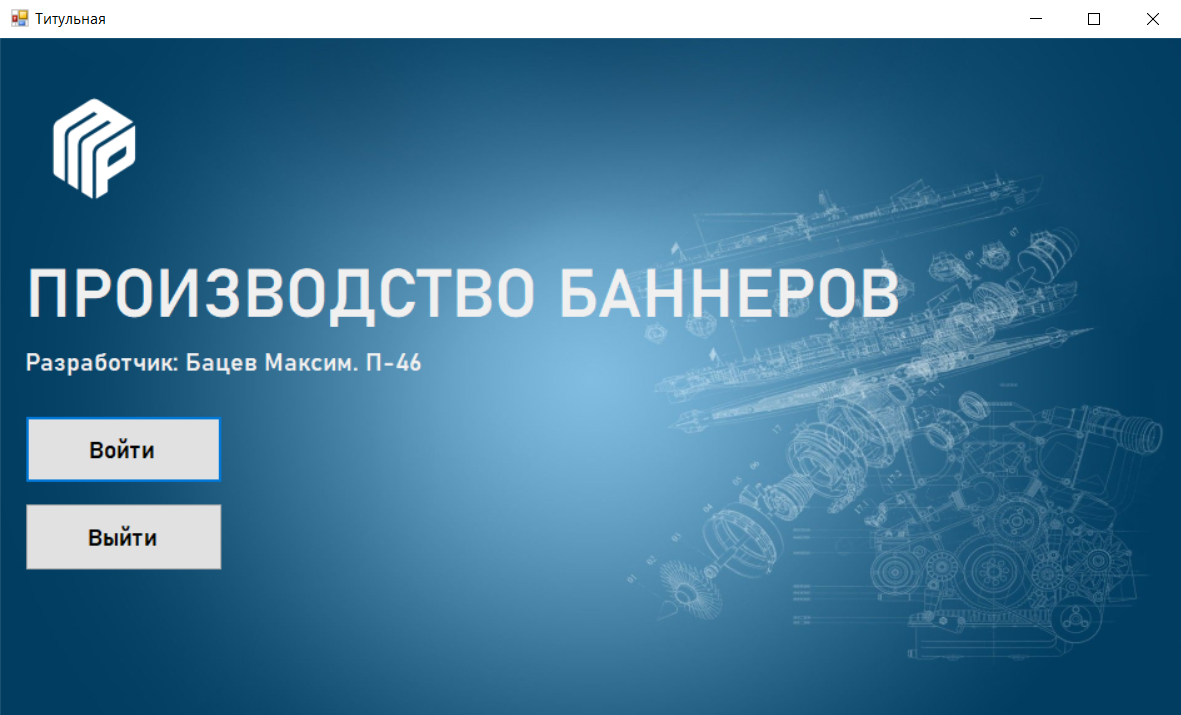 Титульная
ПРОИЗВОДСТВО БАННЕРОВ
Разработчик: Бацев Максим. П-46
Войти
Выйти